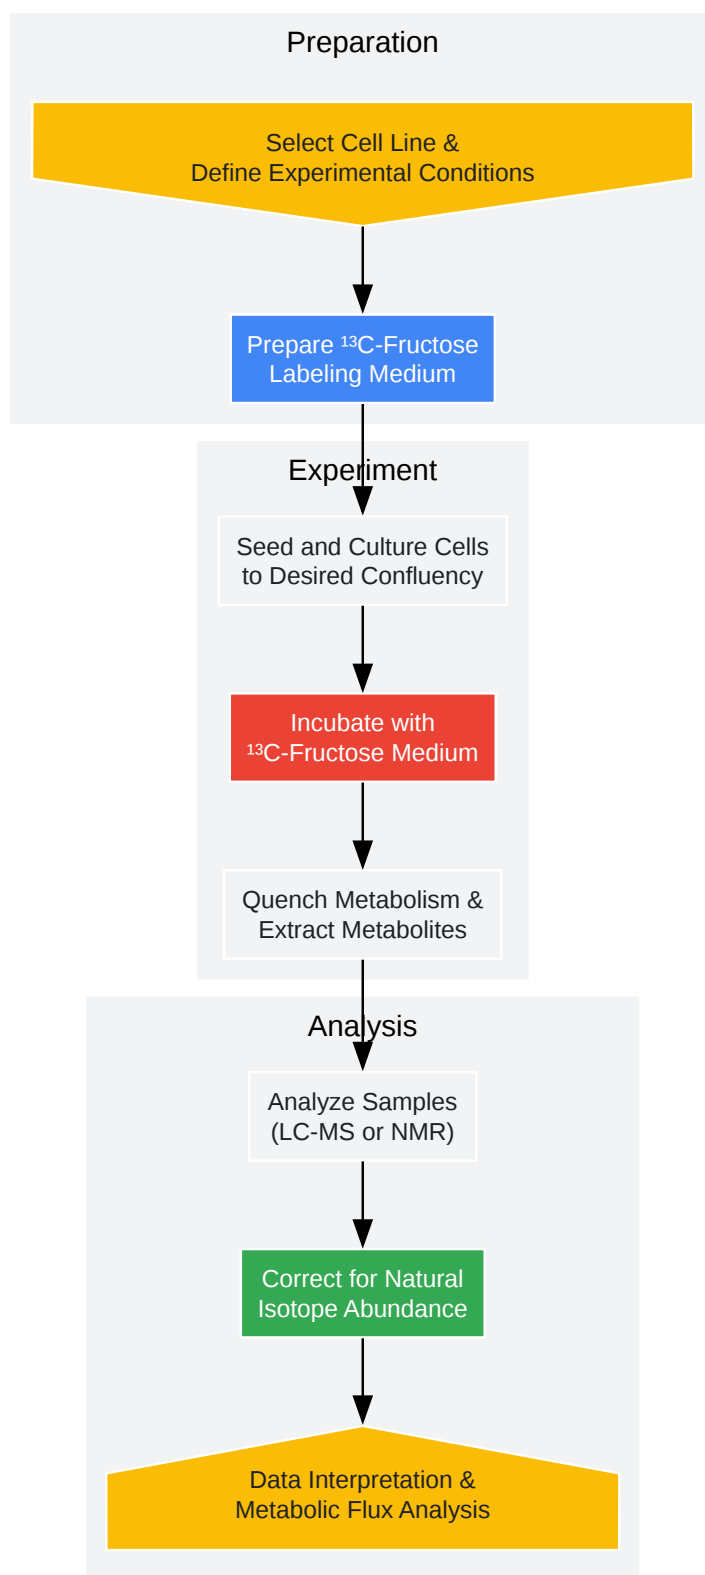 Preparation
Select Cell Line &
Define Experimental Conditions
Prepare ¹³C-Fructose
Labeling Medium
Experiment
Seed and Culture Cells
to Desired Confluency
Incubate with
¹³C-Fructose Medium
Quench Metabolism &
Extract Metabolites
Analysis
Analyze Samples
(LC-MS or NMR)
Correct for Natural
Isotope Abundance
Data Interpretation &
Metabolic Flux Analysis